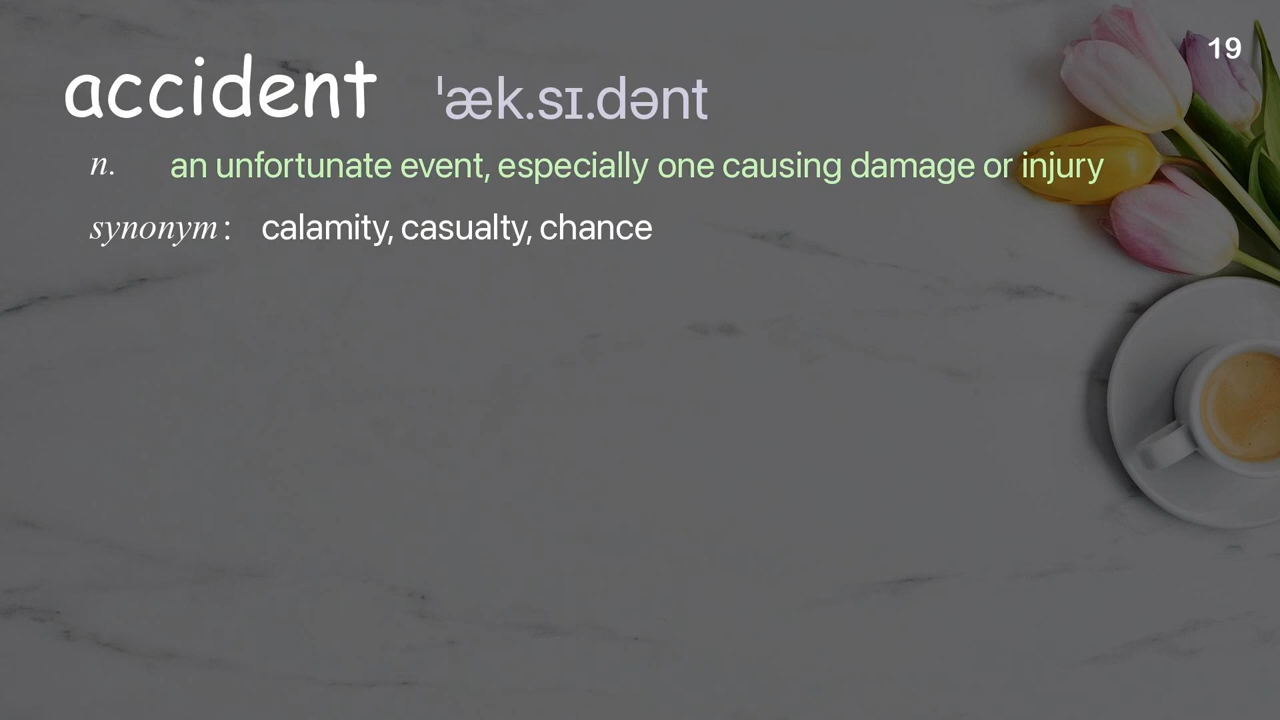 19
accident ˈæk.sɪ.dənt
n. an unfortunate event, especially one causing damage or injury
synonym: calamity, casualty, chance